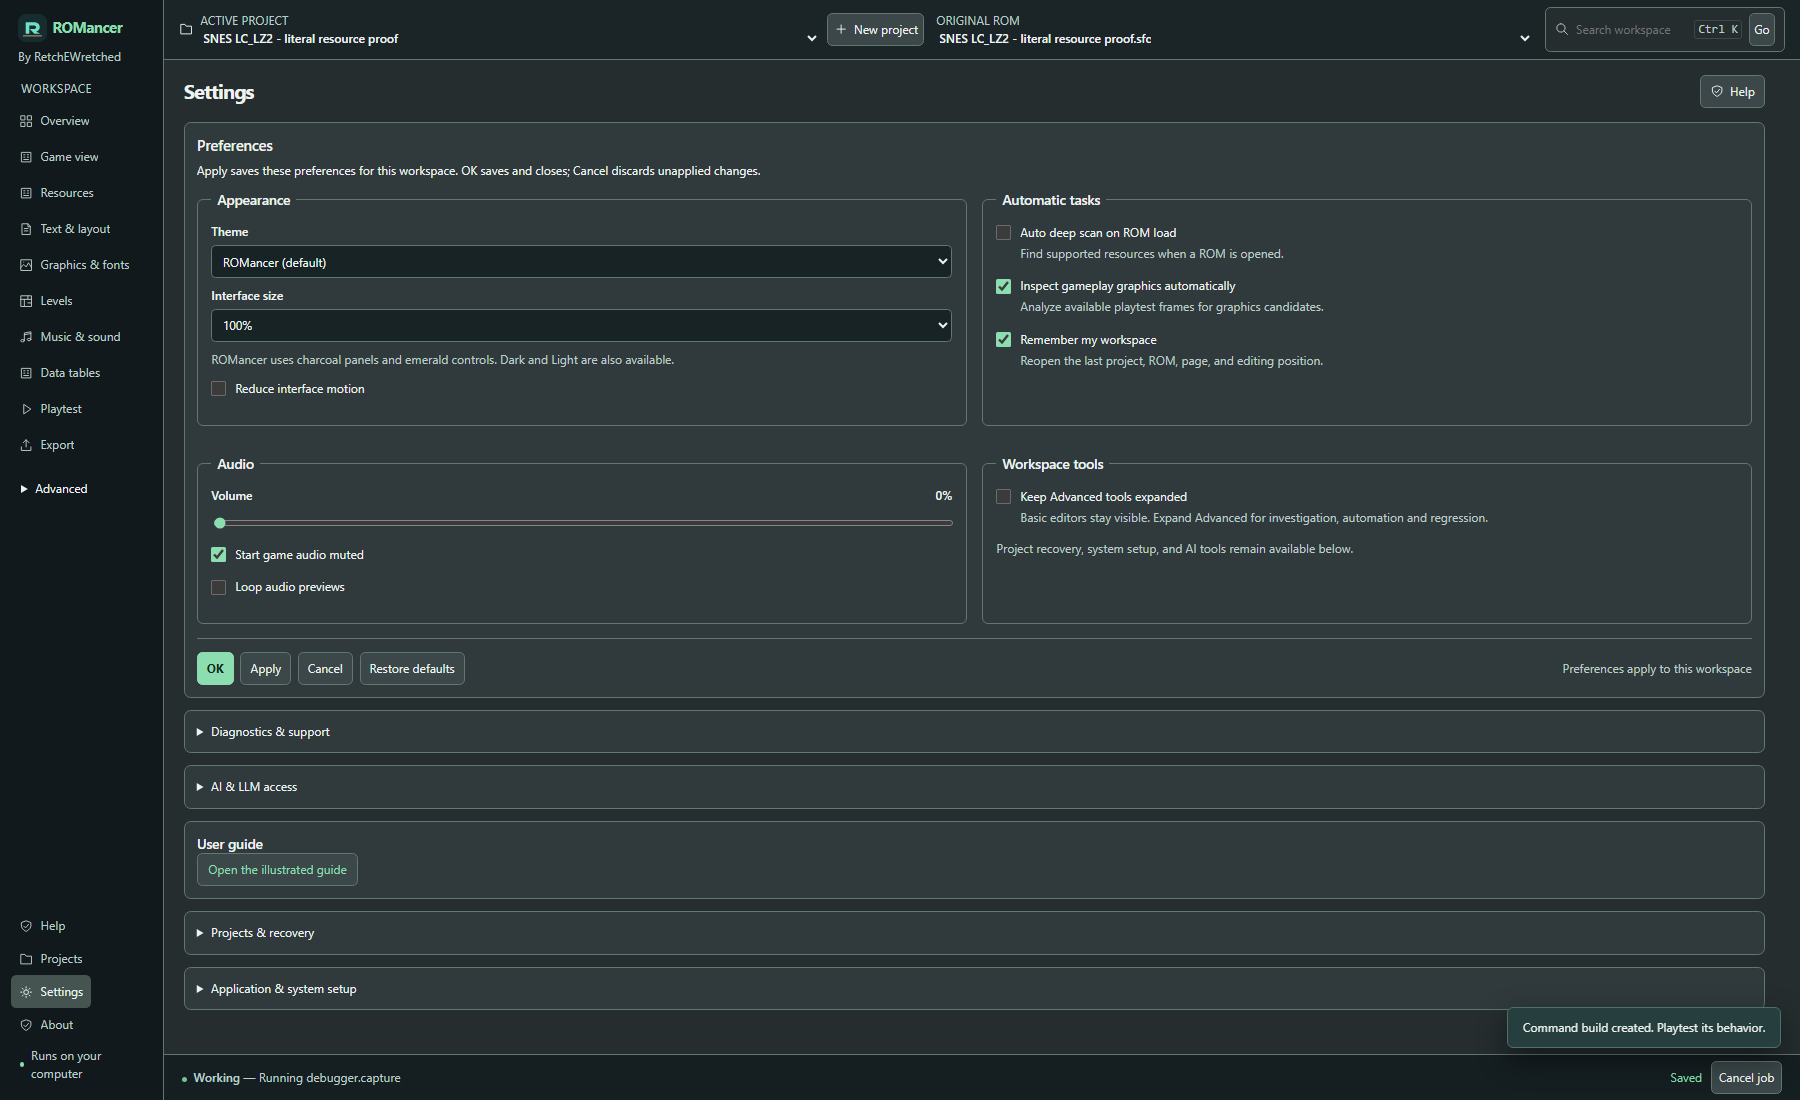 ROMancer
By RetchEWretched
WORKSPACE
Overview
Game view
Resources
Text & layout
Graphics & fonts
Levels
Music & sound
Data tables
Playtest
Export
Advanced
Help
Projects
Settings
About
Runs on your
computer
ACTIVE PROJECT
SNES LC_LZ2 - literal resource proof
New project
ORIGINAL ROM
SNES LC_LZ2 - literal resource proof.sfc
Search workspace
Ctrl K
Go
Settings
Help
Preferences
Apply saves these preferences for this workspace. OK saves and closes; Cancel discards unapplied changes.
Appearance
Theme
ROMancer (default)
Interface size
100%
ROMancer uses charcoal panels and emerald controls. Dark and Light are also available.
Reduce interface motion
Automatic tasks
Auto deep scan on ROM load
Find supported resources when a ROM is opened.
Inspect gameplay graphics automatically
Analyze available playtest frames for graphics candidates.
Remember my workspace
Reopen the last project, ROM, page, and editing position.
Audio
Volume
0%
Start game audio muted
Loop audio previews
Workspace tools
Keep Advanced tools expanded
Basic editors stay visible. Expand Advanced for investigation, automation and regression.
Project recovery, system setup, and AI tools remain available below.
OK
Apply
Cancel
Restore defaults
Preferences apply to this workspace
Diagnostics & support
AI & LLM access
User guide
Open the illustrated guide
Projects & recovery
Application & system setup
Command build created. Playtest its behavior.
Working — Running debugger.capture
Saved
Cancel job